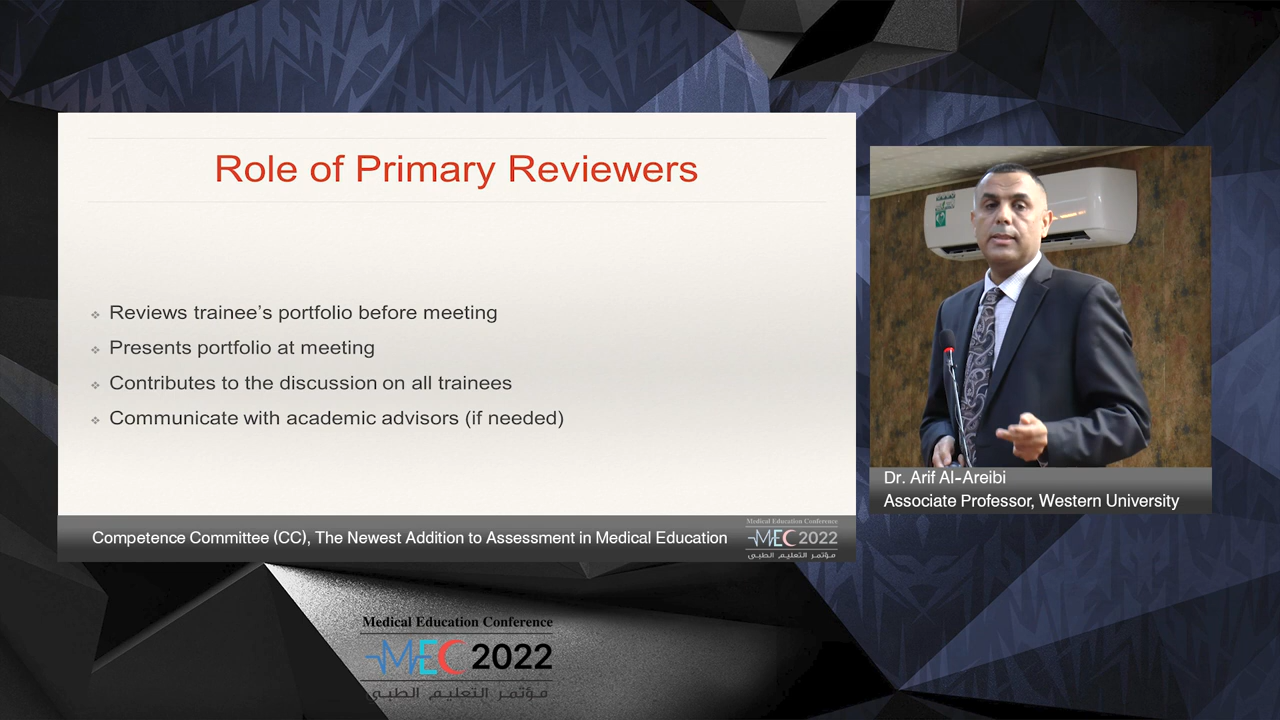 Role of Primary Reviewers
Reviews trainee's portfolio before meeting
Presents portfolio at meeting
Contributes to the discussion on all trainees
Communicate with academic advisors (if needed)
Dr. Arif Al-Areibi
Associate Professor, Western University
Competence Committee (CC), The Newest Addition to Assessment in Medical Education
Medical Education Conference
MEC 2022
مؤتمر التعليم الطبي
Medical Education Conference
MEC 2022
مؤتمر التعليم الطبي